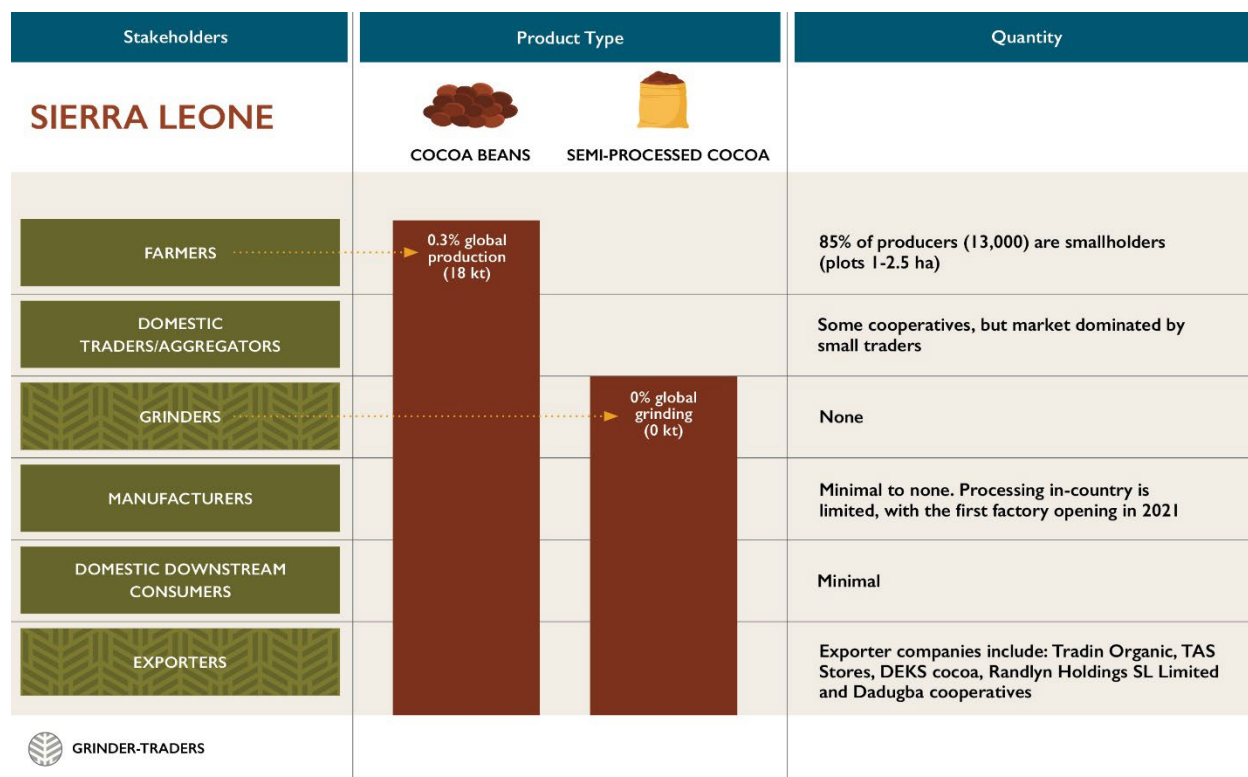 Stakeholders
Product Type
Quantity
SIERRA LEONE
COCOA BEANS
SEMI-PROCESSED COCOA
FARMERS
0.3% global
production
(18 kt)
85% of producers (13,000) are smallholders
(plots 1-2.5 ha)
DOMESTIC
TRADERS/AGGREGATORS
Some cooperatives, but market dominated by
small traders
GRINDERS
0% global
grinding
(0 kt)
None
MANUFACTURERS
Minimal to none. Processing in-country is
limited, with the first factory opening in 2021
DOMESTIC DOWNSTREAM
CONSUMERS
Minimal
EXPORTERS
Exporter companies include: Tradin Organic, TAS
Stores, DEKS cocoa, Randlyn Holdings SL Limited
and Dadugba cooperatives
GRINDER-TRADERS